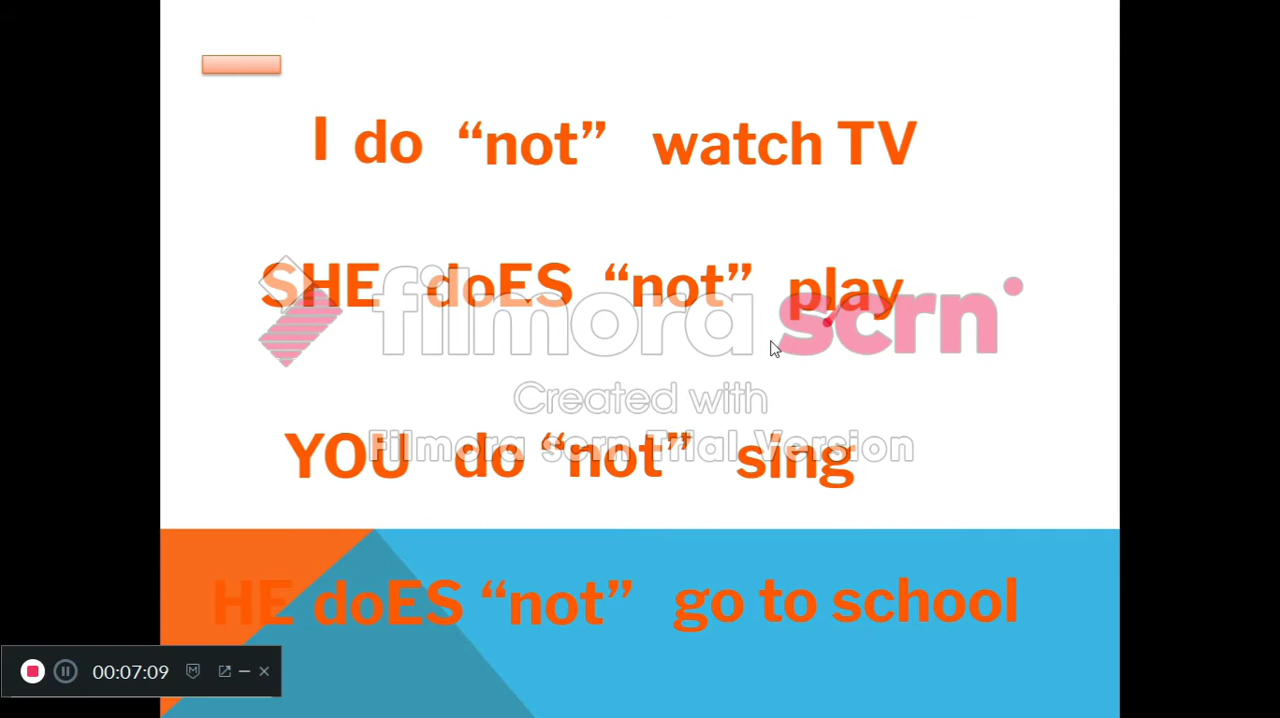 I do “not” watch TV
SHE doES “not” play
filmora scrn
Created with
Filmora scrn Trial Version
YOU do “not” sing
HE doES “not” go to school
00:07:09